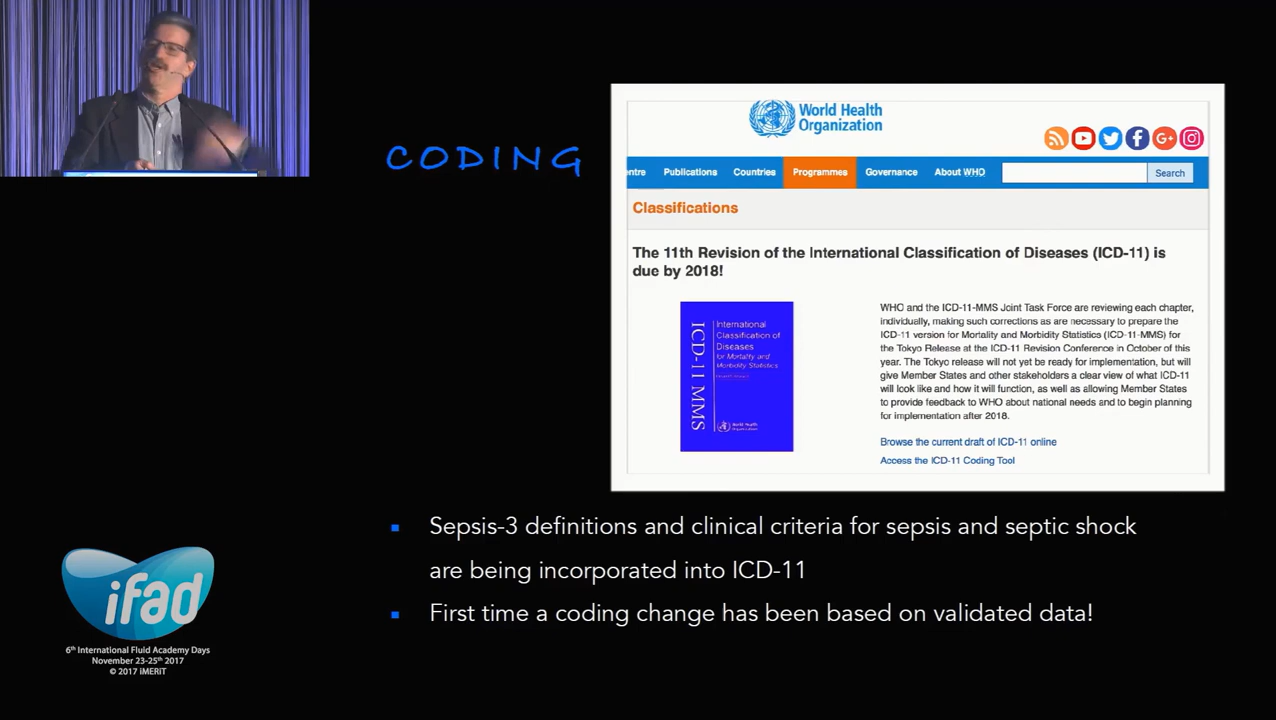 CODING
World Health
Organization
entre
Publications
Countries
Programmes
Governance
About WHO
Search
Classifications
The 11th Revision of the International Classification of Diseases (ICD-11) is
due by 2018!
ICD-11 MMS
International
Classification of
Diseases
for Mortality and
Morbidity Statistics
World Health
Organization
WHO and the ICD-11-MMS Joint Task Force are reviewing each chapter,
individually, making such corrections as are necessary to prepare the
ICD-11 version for Mortality and Morbidity Statistics (ICD-11-MMS) for
the Tokyo Release at the ICD-11 Revision Conference in October of this
year. The Tokyo release will not yet be ready for implementation, but will
give Member States and other stakeholders a clear view of what ICD-11
will look like and how it will function, as well as allowing Member States
to provide feedback to WHO about national needs and to begin planning
for implementation after 2018.
Browse the current draft of ICD-11 online
Access the ICD-11 Coding Tool
Sepsis-3 definitions and clinical criteria for sepsis and septic shock
are being incorporated into ICD-11
First time a coding change has been based on validated data!
ifad
6th International Fluid Academy Days
November 23-25th 2017
© 2017 iMERiT